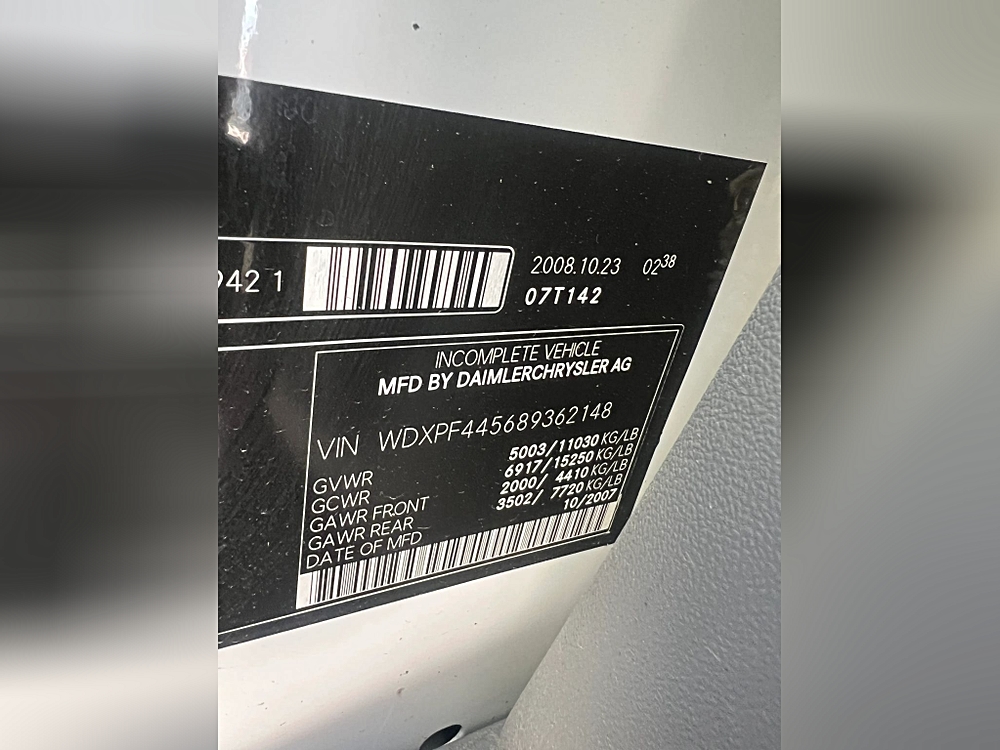 942 1
2008.10.23 0238
07T142
INCOMPLETE VEHICLE
MFD BY DAIMLERCHRYSLER AG
VIN WDXPF445689362148
GVWR 5003/11030 KG/LB
GCWR 6917/15250 KG/LB
GAWR FRONT 2000/ 4410 KG/LB
GAWR REAR 3502/ 7720 KG/LB
DATE OF MFD 10/2007